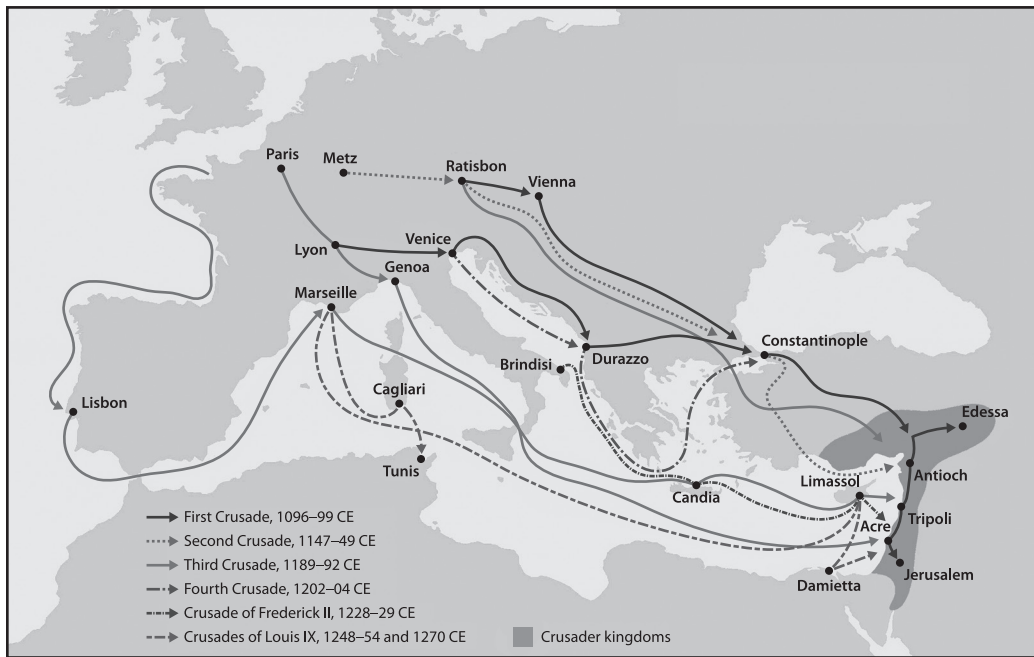 Paris
Metz
Ratisbon
Vienna
Lyon
Venice
Genoa
Marseille
Constantinople
Durazzo
Brindisi
Cagliari
Lisbon
Edessa
Tunis
Antioch
Candia
Limassol
Tripoli
Acre
Jerusalem
Damietta
First Crusade, 1096–99 CE
Second Crusade, 1147–49 CE
Third Crusade, 1189–92 CE
Fourth Crusade, 1202–04 CE
Crusade of Frederick II, 1228–29 CE
Crusades of Louis IX, 1248–54 and 1270 CE
Crusader kingdoms